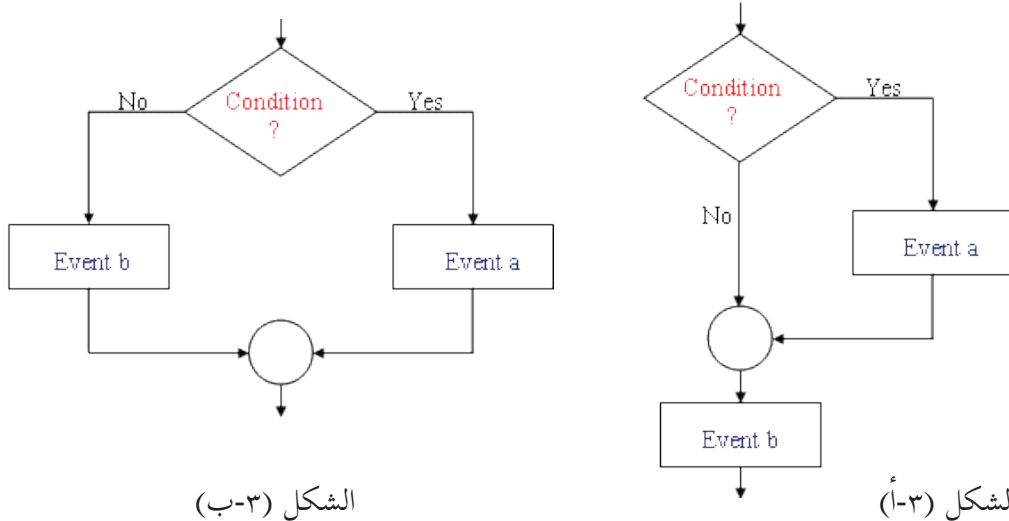 No
Condition
?
Yes
Event b
Event a
الشكل (٣-ب)
Condition
?
Yes
No
Event a
Event b
لشكل (٣-أ)